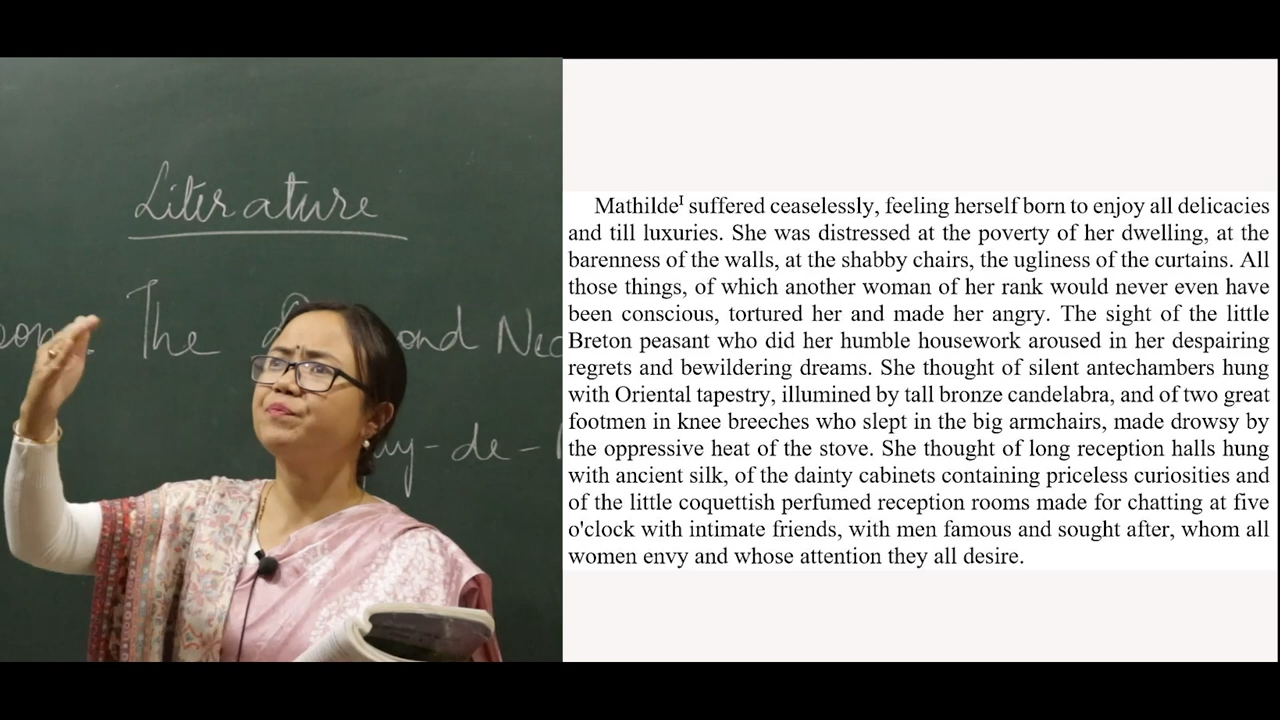 Literature
The ond Nec
uy-de-
Mathildeᴵ suffered ceaselessly, feeling herself born to enjoy all delicacies
and till luxuries. She was distressed at the poverty of her dwelling, at the
barenness of the walls, at the shabby chairs, the ugliness of the curtains. All
those things, of which another woman of her rank would never even have
been conscious, tortured her and made her angry. The sight of the little
Breton peasant who did her humble housework aroused in her despairing
regrets and bewildering dreams. She thought of silent antechambers hung
with Oriental tapestry, illumined by tall bronze candelabra, and of two great
footmen in knee breeches who slept in the big armchairs, made drowsy by
the oppressive heat of the stove. She thought of long reception halls hung
with ancient silk, of the dainty cabinets containing priceless curiosities and
of the little coquettish perfumed reception rooms made for chatting at five
o'clock with intimate friends, with men famous and sought after, whom all
women envy and whose attention they all desire.